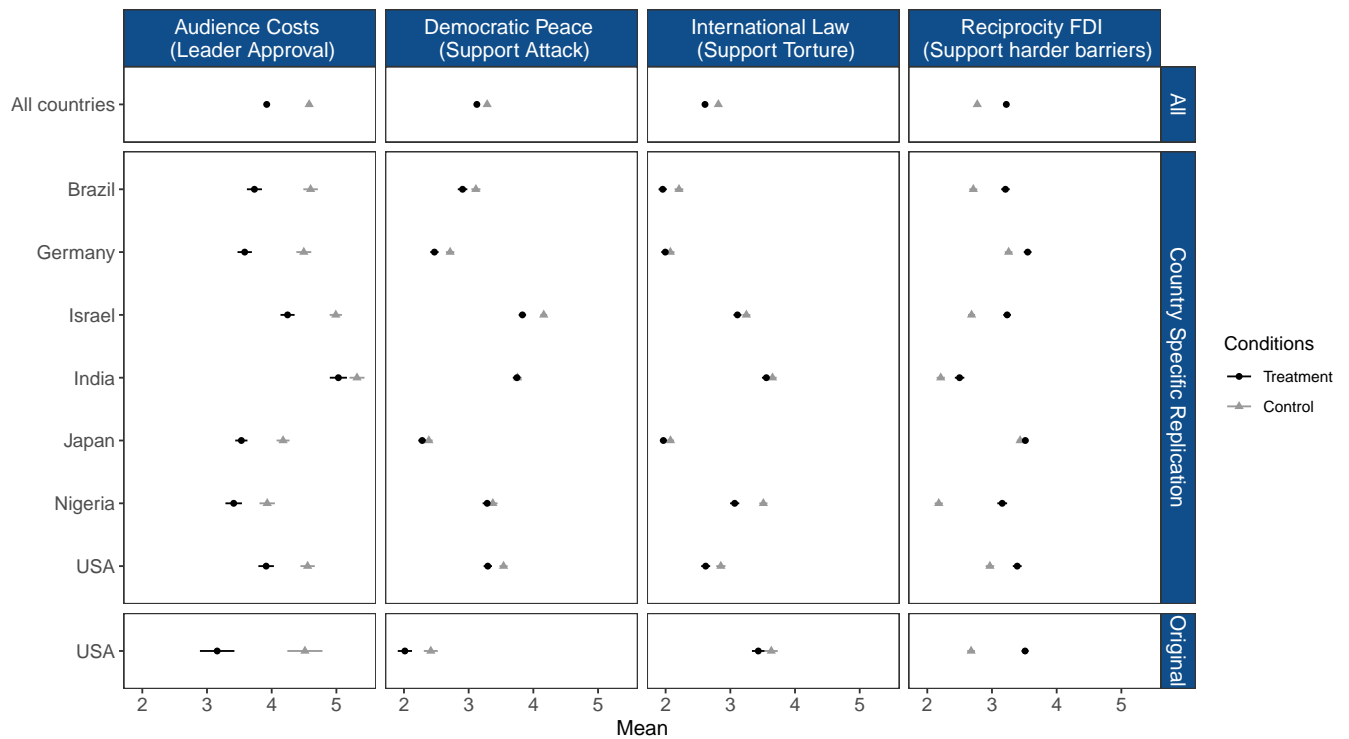 Audience Costs
(Leader Approval)
Democratic Peace
(Support Attack)
International Law
(Support Torture)
Reciprocity FDI
(Support harder barriers)
All countries
All
Brazil
Germany
Israel
India
Japan
Nigeria
USA
Country Specific Replication
USA
Original
2 3 4 5
2 3 4 5
2 3 4 5
2 3 4 5
Mean
Conditions
Treatment
Control